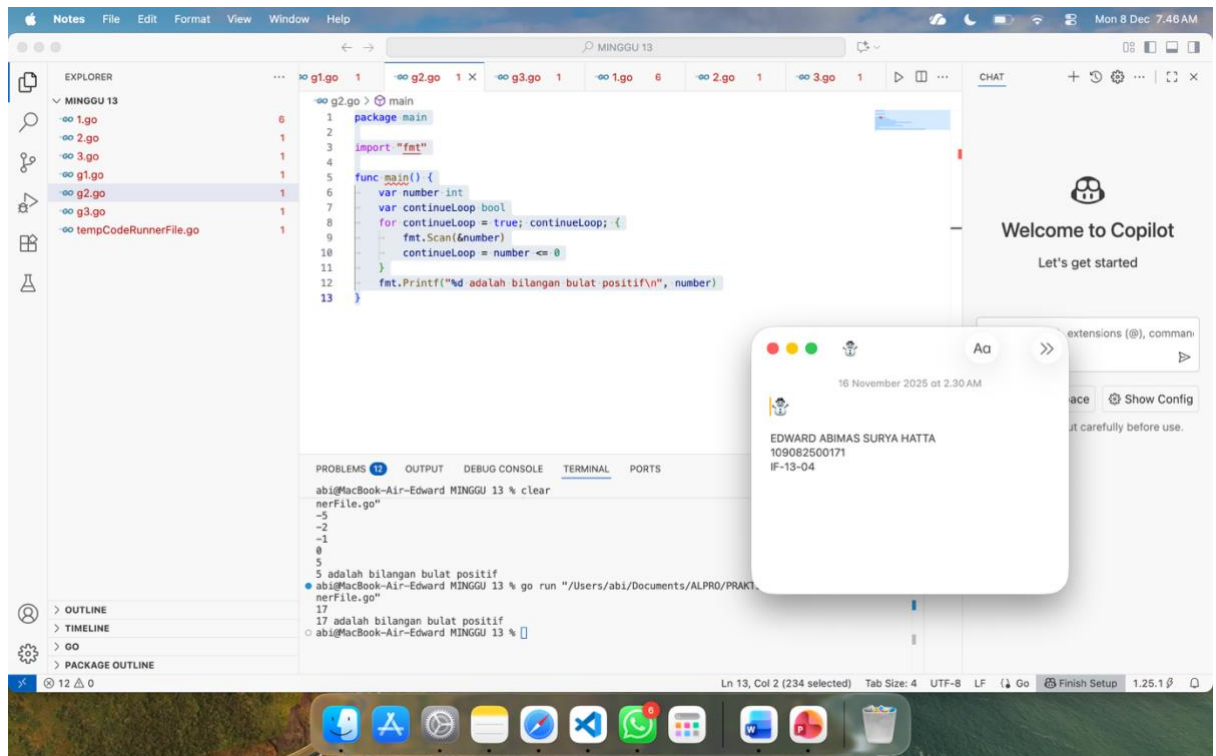 Notes File Edit Format View Window Help
Mon 8 Dec 7.46 AM
MINGGU 13
EXPLORER
MINGGU 13
1.go 6
2.go 1
3.go 1
g1.go 1
g2.go 1
g3.go 1
tempCodeRunnerFile.go 1
OUTLINE
TIMELINE
GO
PACKAGE OUTLINE
g1.go 1 g2.go 1 g3.go 1 1.go 6 2.go 1 3.go 1
g2.go > main
1 package main
2
3 import "fmt"
4
5 func main() {
6 var number int
7 var continueLoop bool
8 for continueLoop = true; continueLoop; {
9 fmt.Scan(&number)
10 continueLoop = number <= 0
11 }
12 fmt.Printf("%d adalah bilangan bulat positif\n", number)
13 }
PROBLEMS 12 OUTPUT DEBUG CONSOLE TERMINAL PORTS
abi@MacBook-Air-Edward MINGGU 13 % clear
nerFile.go"
-5
-2
-1
0
5
5 adalah bilangan bulat positif
abi@MacBook-Air-Edward MINGGU 13 % go run "/Users/abi/Documents/ALPRO/PRAKT
nerFile.go"
17
17 adalah bilangan bulat positif
abi@MacBook-Air-Edward MINGGU 13 %
CHAT
Welcome to Copilot
Let's get started
extensions (@), comman
ace Show Config
ut carefully before use.
Aa
16 November 2025 at 2.30 AM
EDWARD ABIMAS SURYA HATTA
109082500171
IF-13-04
12 0
Ln 13, Col 2 (234 selected) Tab Size: 4 UTF-8 LF Go Finish Setup 1.25.1
6